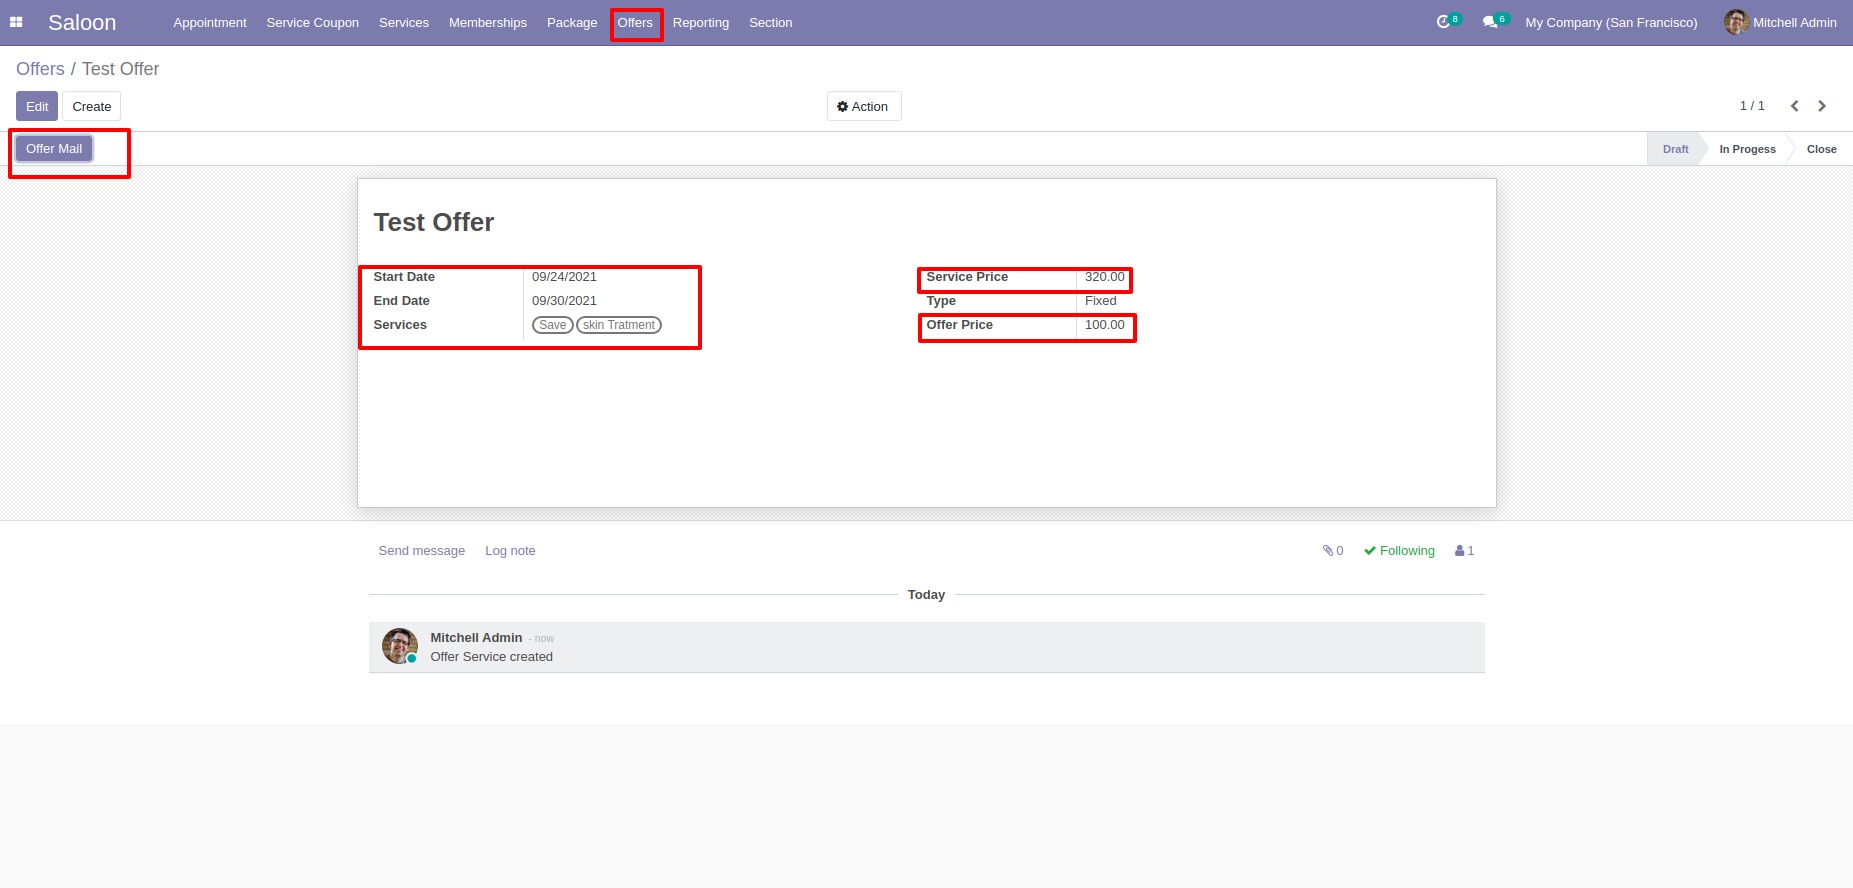 Saloon Appointment Service Coupon Services Memberships Package Offers Reporting Section 8 6 My Company (San Francisco) Mitchell Admin
Offers / Test Offer
Edit Create Action 1 / 1
Offer Mail Draft In Progess Close
Test Offer
Start Date 09/24/2021 Service Price 320.00
End Date 09/30/2021 Type Fixed
Services Save skin Tratment Offer Price 100.00
Send message Log note 0 Following 1
Today
Mitchell Admin - now
Offer Service created